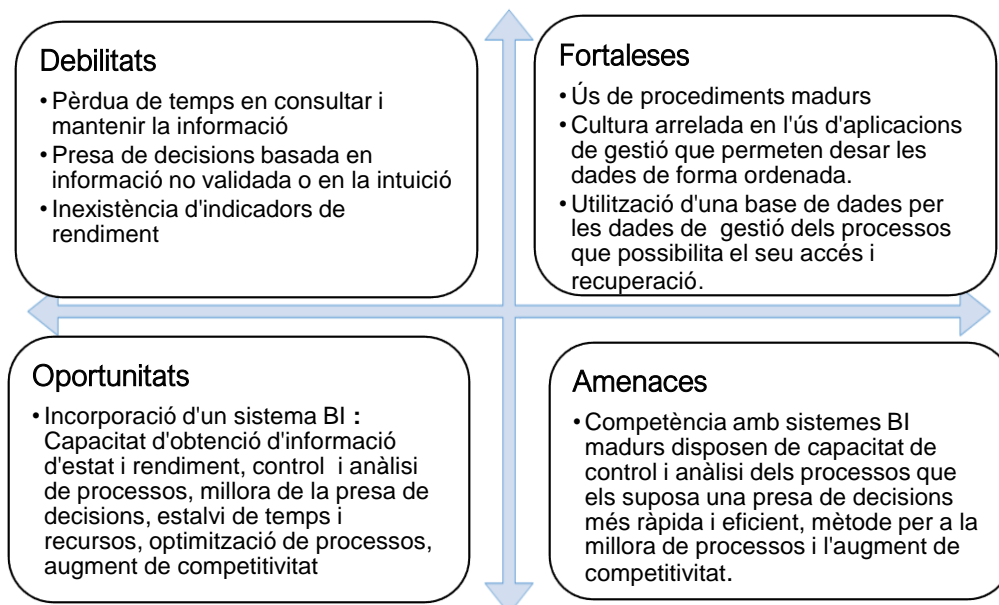 Debilitats
• Pèrdua de temps en consultar i
mantenir la informació
• Presa de decisions basada en
informació no validada o en la intuïció
• Inexistència d'indicadors de
rendiment
Fortaleses
• Ús de procediments madurs
• Cultura arrelada en l'ús d'aplicacions
de gestió que permeten desar les
dades de forma ordenada.
• Utilització d'una base de dades per
les dades de gestió dels processos
que possibilita el seu accés i
recuperació.
Oportunitats
• Incorporació d'un sistema BI :
Capacitat d'obtenció d'informació
d'estat i rendiment, control i anàlisi
de processos, millora de la presa de
decisions, estalvi de temps i
recursos, optimització de processos,
augment de competitivitat
Amenaces
• Competència amb sistemes BI
madurs disposen de capacitat de
control i anàlisi dels processos que
els suposa una presa de decisions
més ràpida i eficient, mètode per a la
millora de processos i l'augment de
competitivitat.